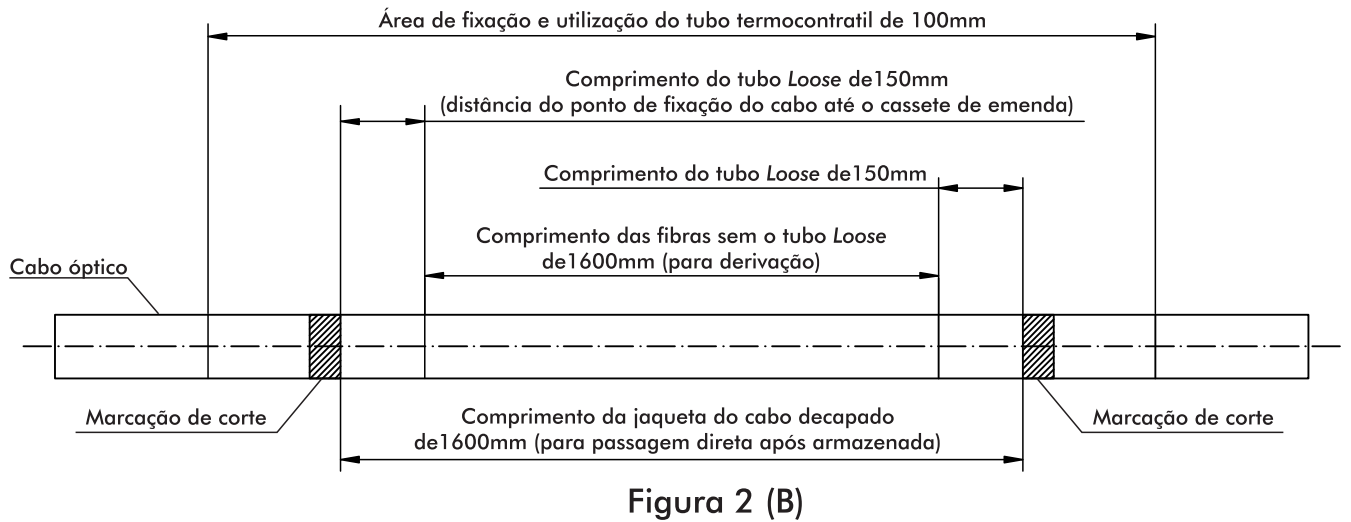 Área de fixação e utilização do tubo termocontratil de 100mm
Comprimento do tubo Loose de150mm
(distância do ponto de fixação do cabo até o cassete de emenda)
Comprimento do tubo Loose de150mm
Comprimento das fibras sem o tubo Loose
de1600mm (para derivação)
Cabo óptico
Marcação de corte
Comprimento da jaqueta do cabo decapado
de1600mm (para passagem direta após armazenada)
Marcação de corte
Figura 2 (B)